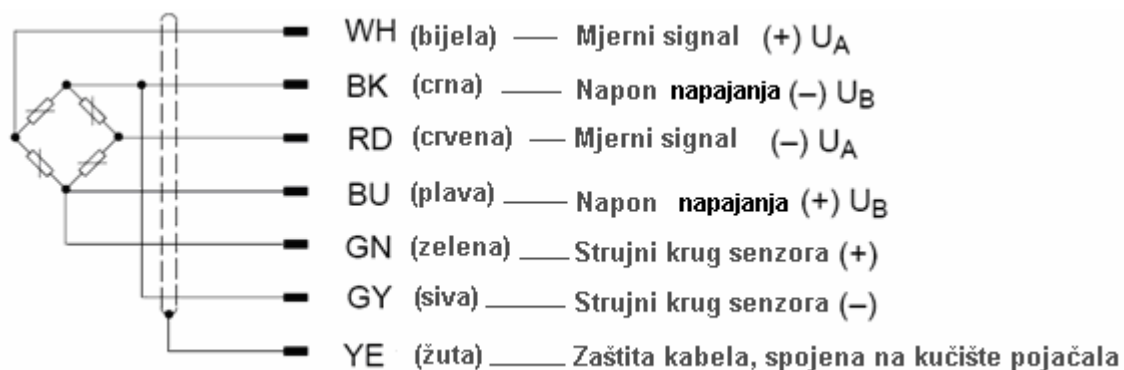 WH (bijela) — Mjerni signal (+) UA
BK (crna) — Napon napajanja (–) UB
RD (crvena) — Mjerni signal (–) UA
BU (plava) — Napon napajanja (+) UB
GN (zelena) — Strujni krug senzora (+)
GY (siva) — Strujni krug senzora (–)
YE (žuta) — Zaštita kabela, spojena na kučište pojačala